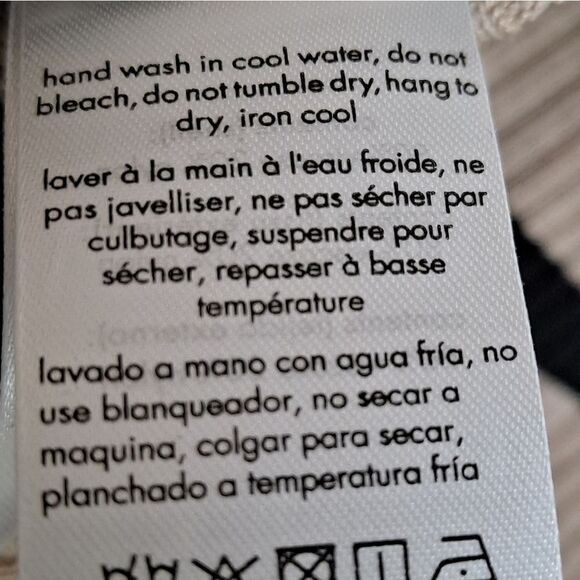 hand wash in cool water, do not
bleach, do not tumble dry, hang to
dry, iron cool
laver à la main à l'eau froide, ne
pas javelliser, ne pas sécher par
culbutage, suspendre pour
sécher, repasser à basse
température
lavado a mano con agua fría, no
use blanqueador, no secar a
maquina, colgar para secar,
planchado a temperatura fría